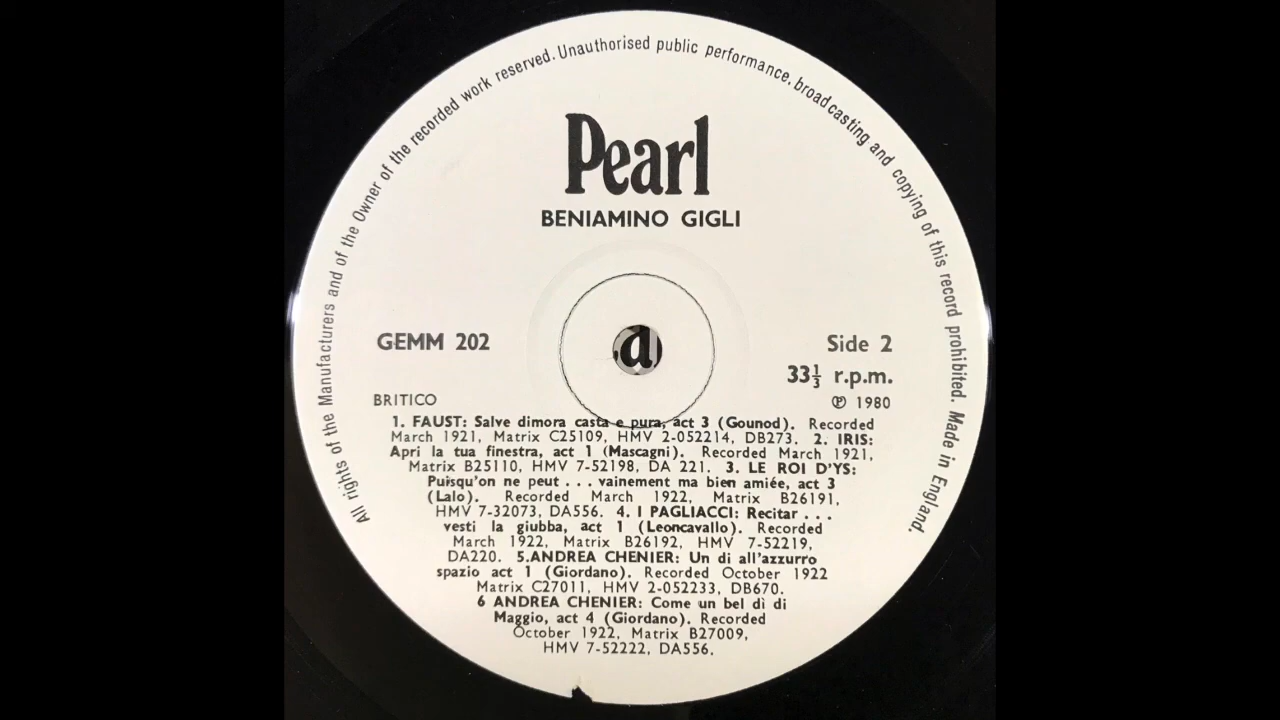 All rights of the Manufacturers and of the Owner of the recorded work reserved. Unauthorised public performance, broadcasting and copying of this record prohibited. Made in England.
Pearl
BENIAMINO GIGLI
GEMM 202
a
Side 2
33⅓ r.p.m.
BRITICO
℗ 1980
1. FAUST: Salve dimora casta e pura, act 3 (Gounod). Recorded
March 1921, Matrix C25109, HMV 2-052214, DB273. 2. IRIS:
Apri la tua finestra, act 1 (Mascagni). Recorded March 1921,
Matrix B25110, HMV 7-52198, DA 221. 3. LE ROI D'YS:
Puisqu'on ne peut . . . vainement ma bien amiée, act 3
(Lalo). Recorded March 1922, Matrix B26191,
HMV 7-32073, DA556. 4. I PAGLIACCI: Recitar . . .
vesti la giubba, act 1 (Leoncavallo). Recorded
March 1922, Matrix B26192, HMV 7-52219,
DA220. 5.ANDREA CHENIER: Un di all'azzurro
spazio act 1 (Giordano). Recorded October 1922
Matrix C27011, HMV 2-052233, DB670.
6 ANDREA CHENIER: Come un bel dì di
Maggio, act 4 (Giordano). Recorded
October 1922, Matrix B27009,
HMV 7-52222, DA556.